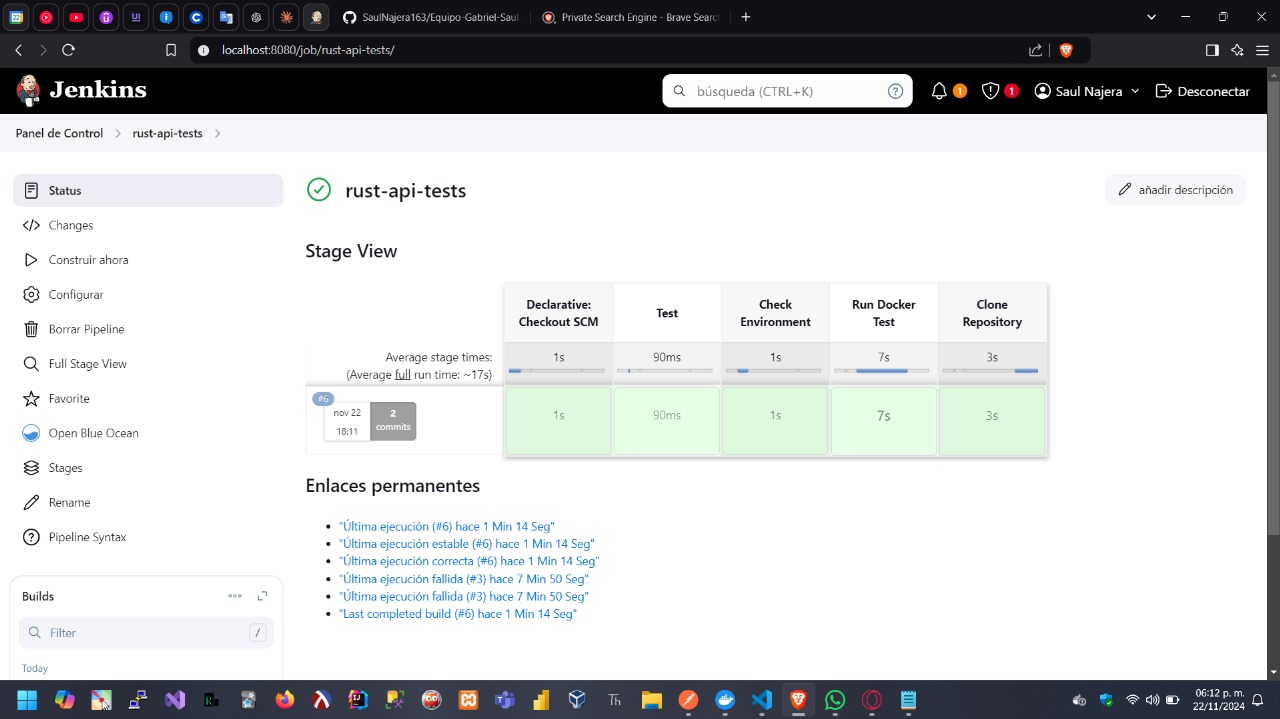 SaulNajera163/Equipo-Gabriel-Saul
Private Search Engine - Brave Searc
localhost:8080/job/rust-api-tests/
Jenkins
búsqueda (CTRL+K)
1
1
Saul Najera
Desconectar
Panel de Control
rust-api-tests
Status
Changes
Construir ahora
Configurar
Borrar Pipeline
Full Stage View
Favorite
Open Blue Ocean
Stages
Rename
Pipeline Syntax
Builds
Filter
/
Today
rust-api-tests
añadir descripción
Stage View
Declarative: Checkout SCM
Test
Check Environment
Run Docker Test
Clone Repository
Average stage times:
(Average full run time: ~17s)
1s
90ms
1s
7s
3s
#6
nov 22
18:11
2
commits
1s
90ms
1s
7s
3s
Enlaces permanentes
"Última ejecución (#6) hace 1 Min 14 Seg"
"Última ejecución estable (#6) hace 1 Min 14 Seg"
"Última ejecución correcta (#6) hace 1 Min 14 Seg"
"Última ejecución fallida (#3) hace 7 Min 50 Seg"
"Última ejecución fallida (#3) hace 7 Min 50 Seg"
"Last completed build (#6) hace 1 Min 14 Seg"
06:12 p. m.
22/11/2024